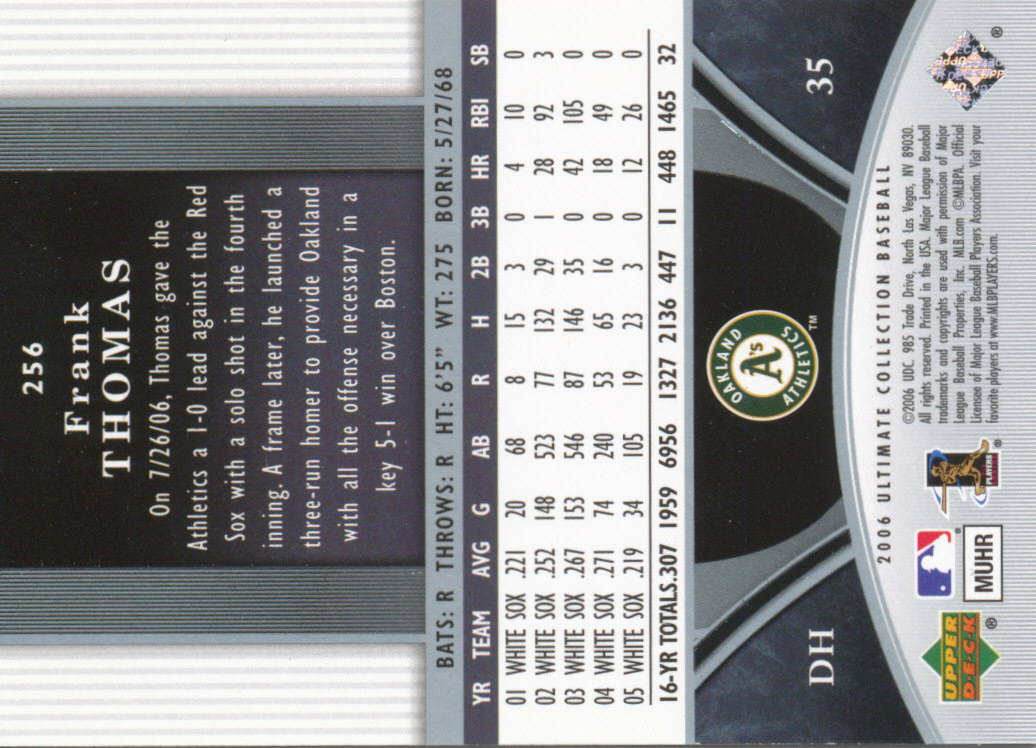 256
Frank
THOMAS
On 7/26/06, Thomas gave the
Athletics a 1-0 lead against the Red
Sox with a solo shot in the fourth
inning. A frame later, he launched a
three-run homer to provide Oakland
with all the offense necessary in a
key 5-1 win over Boston.
BATS: R THROWS: R HT: 6'5" WT: 275 BORN: 5/27/68
YR TEAM AVG G AB R H 2B 3B HR RBI SB
01 WHITE SOX .221 20 68 8 15 3 0 4 10 0
02 WHITE SOX .252 148 523 77 132 29 1 28 92 3
03 WHITE SOX .267 153 546 87 146 35 0 42 105 0
04 WHITE SOX .271 74 240 53 65 16 0 18 49 0
05 WHITE SOX .219 34 105 19 23 3 0 12 26 0
16-YR TOTALS .307 1959 6956 1327 2136 447 11 448 1465 32
DH
OAKLAND
A's
ATHLETICS
TM
35
2006 ULTIMATE COLLECTION BASEBALL
UPPER
D·E·C·K
®
®
MUHR
PLAYERS
®
©2006 UDC. 985 Trade Drive, North Las Vegas, NV 89030.
All rights reserved. Printed in the USA. Major League Baseball
trademarks and copyrights are used with permission of Major
League Baseball Properties, Inc. MLB.com ©MLBPA. Official
Licensee of Major League Baseball Players Association. Visit your
favorite players at www.MLBPLAYERS.com.
®